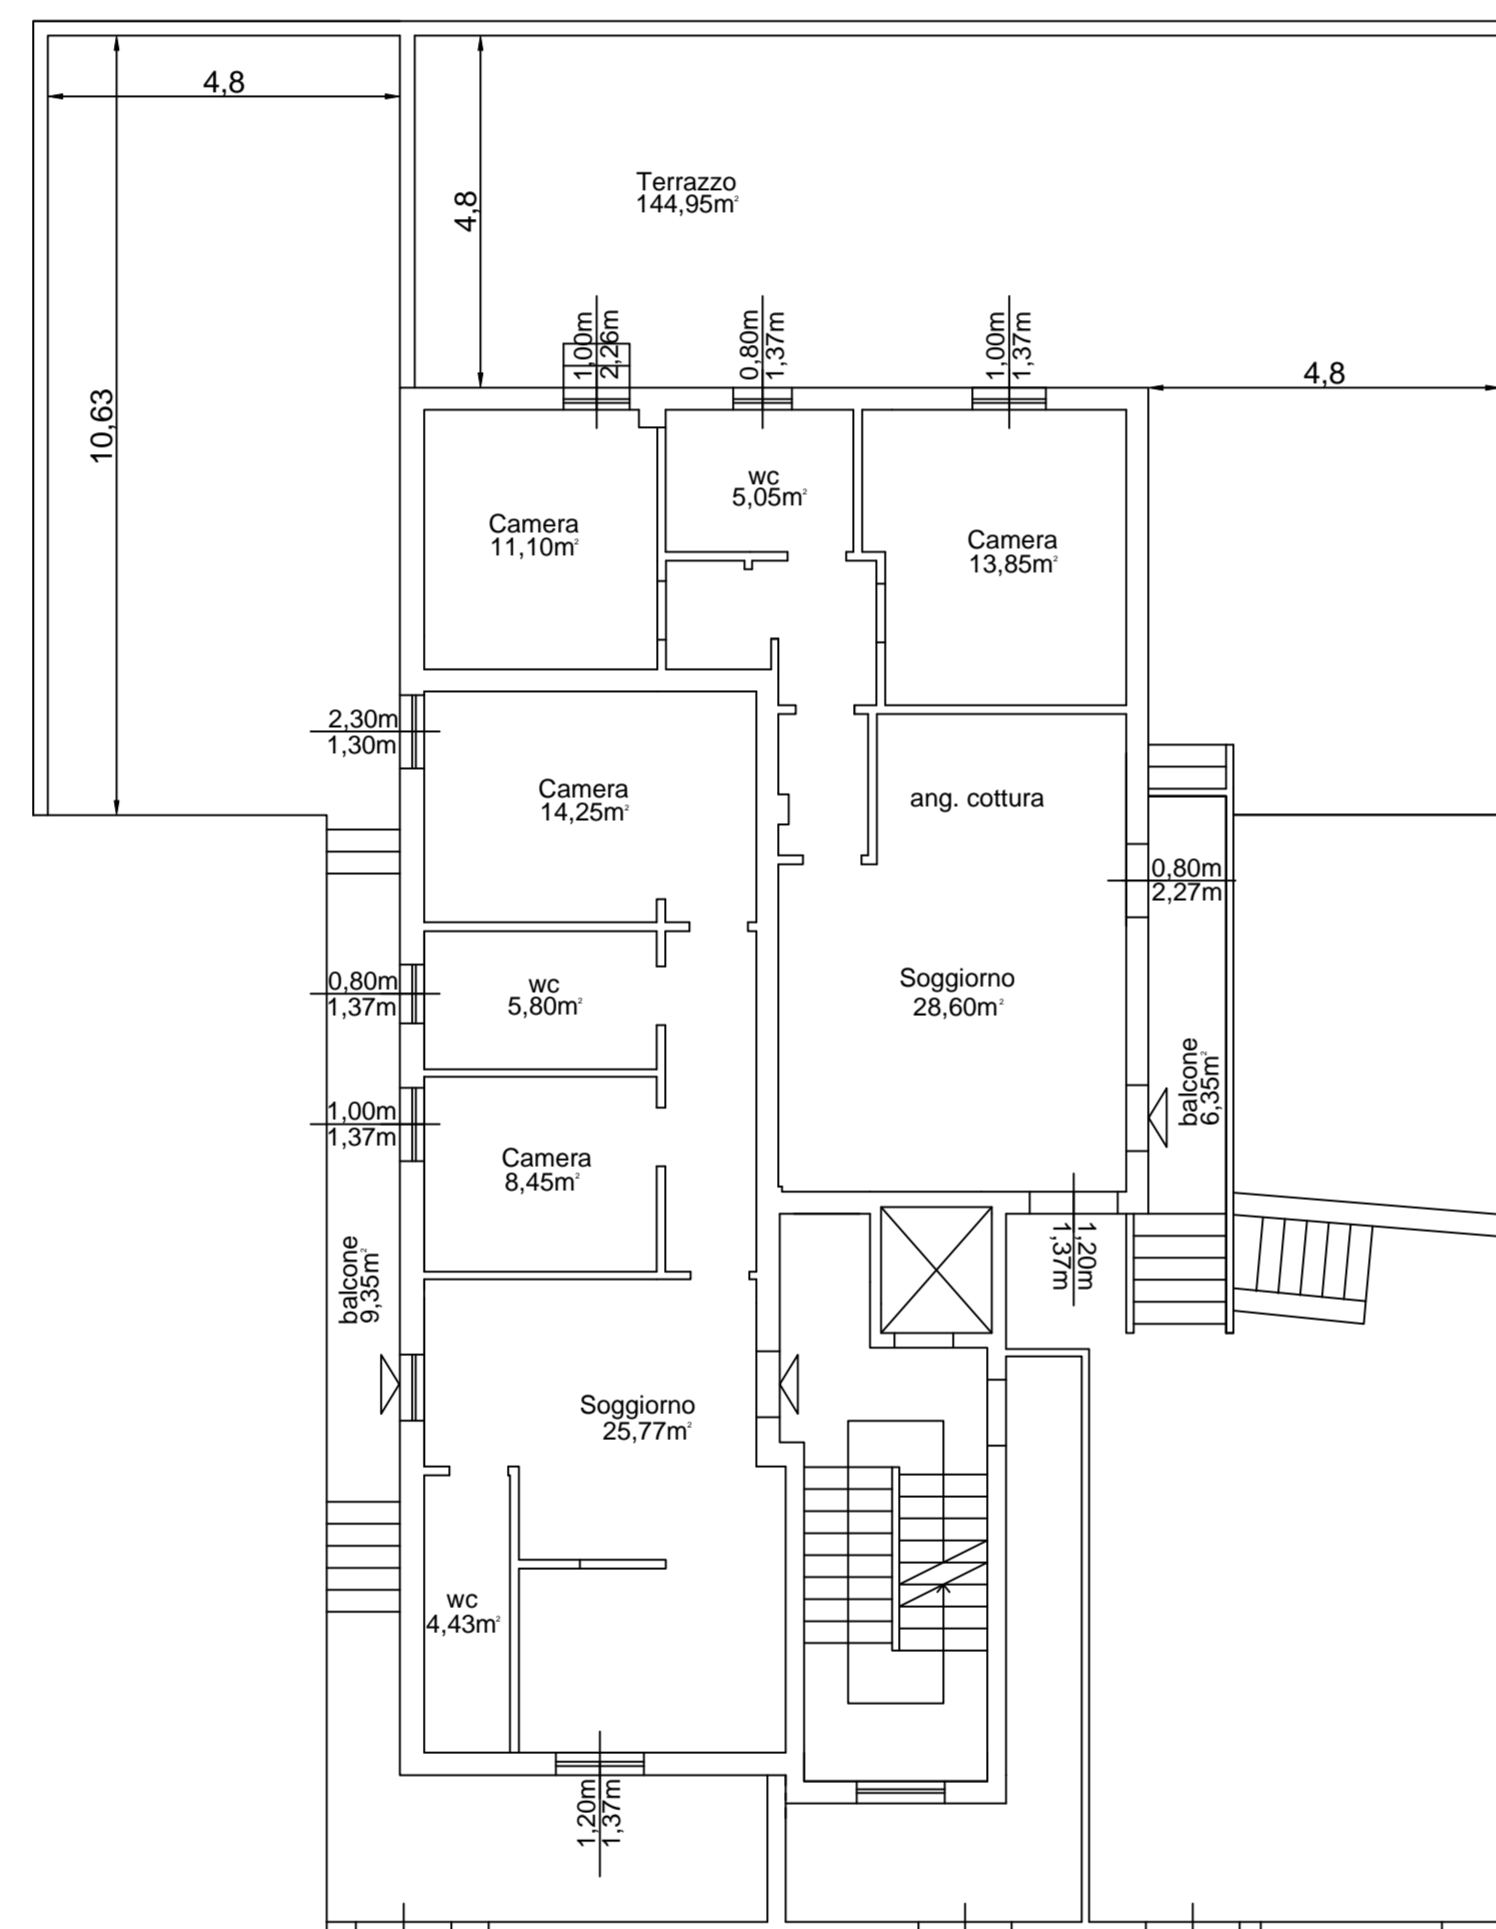 4,8
10,63
4,8
Terrazzo
144,95m²
1,00m
2,26m
0,80m
1,37m
1,00m
1,37m
4,8
Camera
11,10m²
wc
5,05m²
Camera
13,85m²
2,30m
1,30m
Camera
14,25m²
ang. cottura
0,80m
2,27m
0,80m
1,37m
wc
5,80m²
Soggiorno
28,60m²
balcone
6,35m²
1,00m
1,37m
Camera
8,45m²
balcone
9,35m²
1,20m
1,37m
Soggiorno
25,77m²
wc
4,43m²
1,20m
1,37m